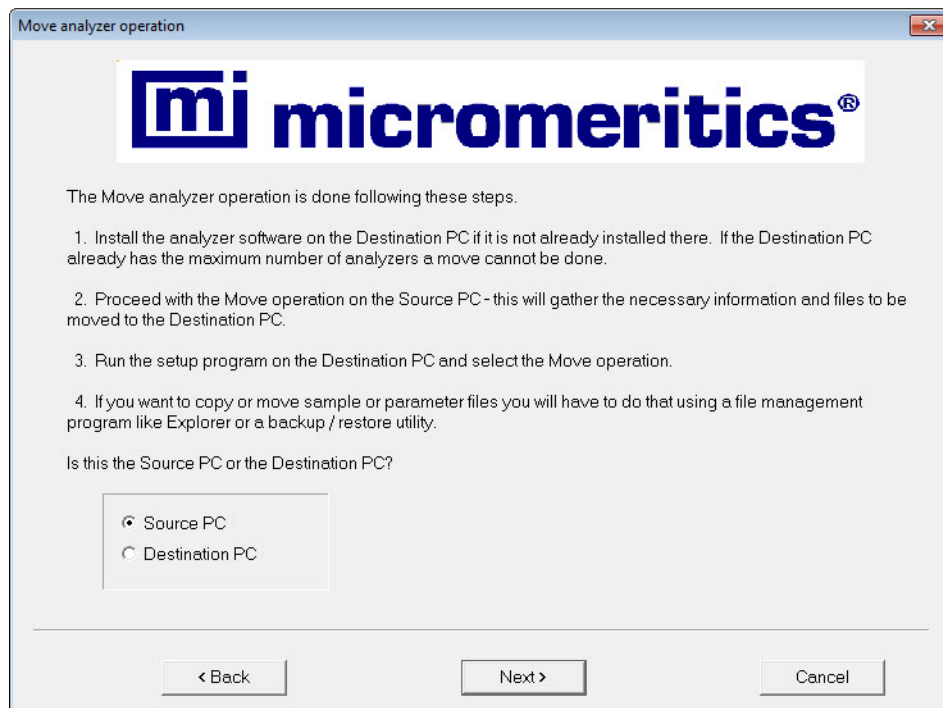 Move analyzer operation
mi micromeritics®
The Move analyzer operation is done following these steps.
1. Install the analyzer software on the Destination PC if it is not already installed there. If the Destination PC
already has the maximum number of analyzers a move cannot be done.
2. Proceed with the Move operation on the Source PC - this will gather the necessary information and files to be
moved to the Destination PC.
3. Run the setup program on the Destination PC and select the Move operation.
4. If you want to copy or move sample or parameter files you will have to do that using a file management
program like Explorer or a backup / restore utility.
Is this the Source PC or the Destination PC?
Source PC
Destination PC
< Back
Next >
Cancel